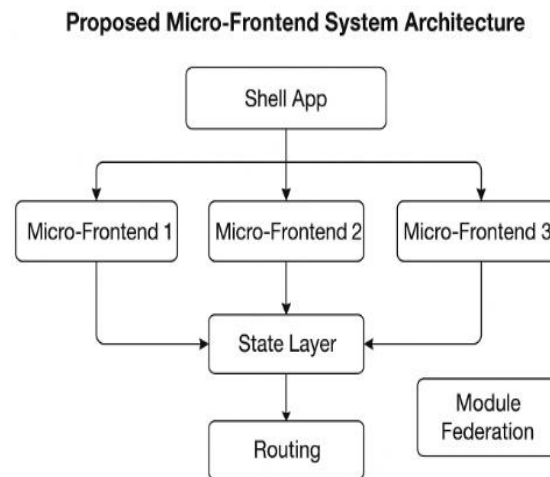 Proposed Micro-Frontend System Architecture
Shell App
Micro-Frontend 1
Micro-Frontend 2
Micro-Frontend 3
State Layer
Module
Federation
Routing